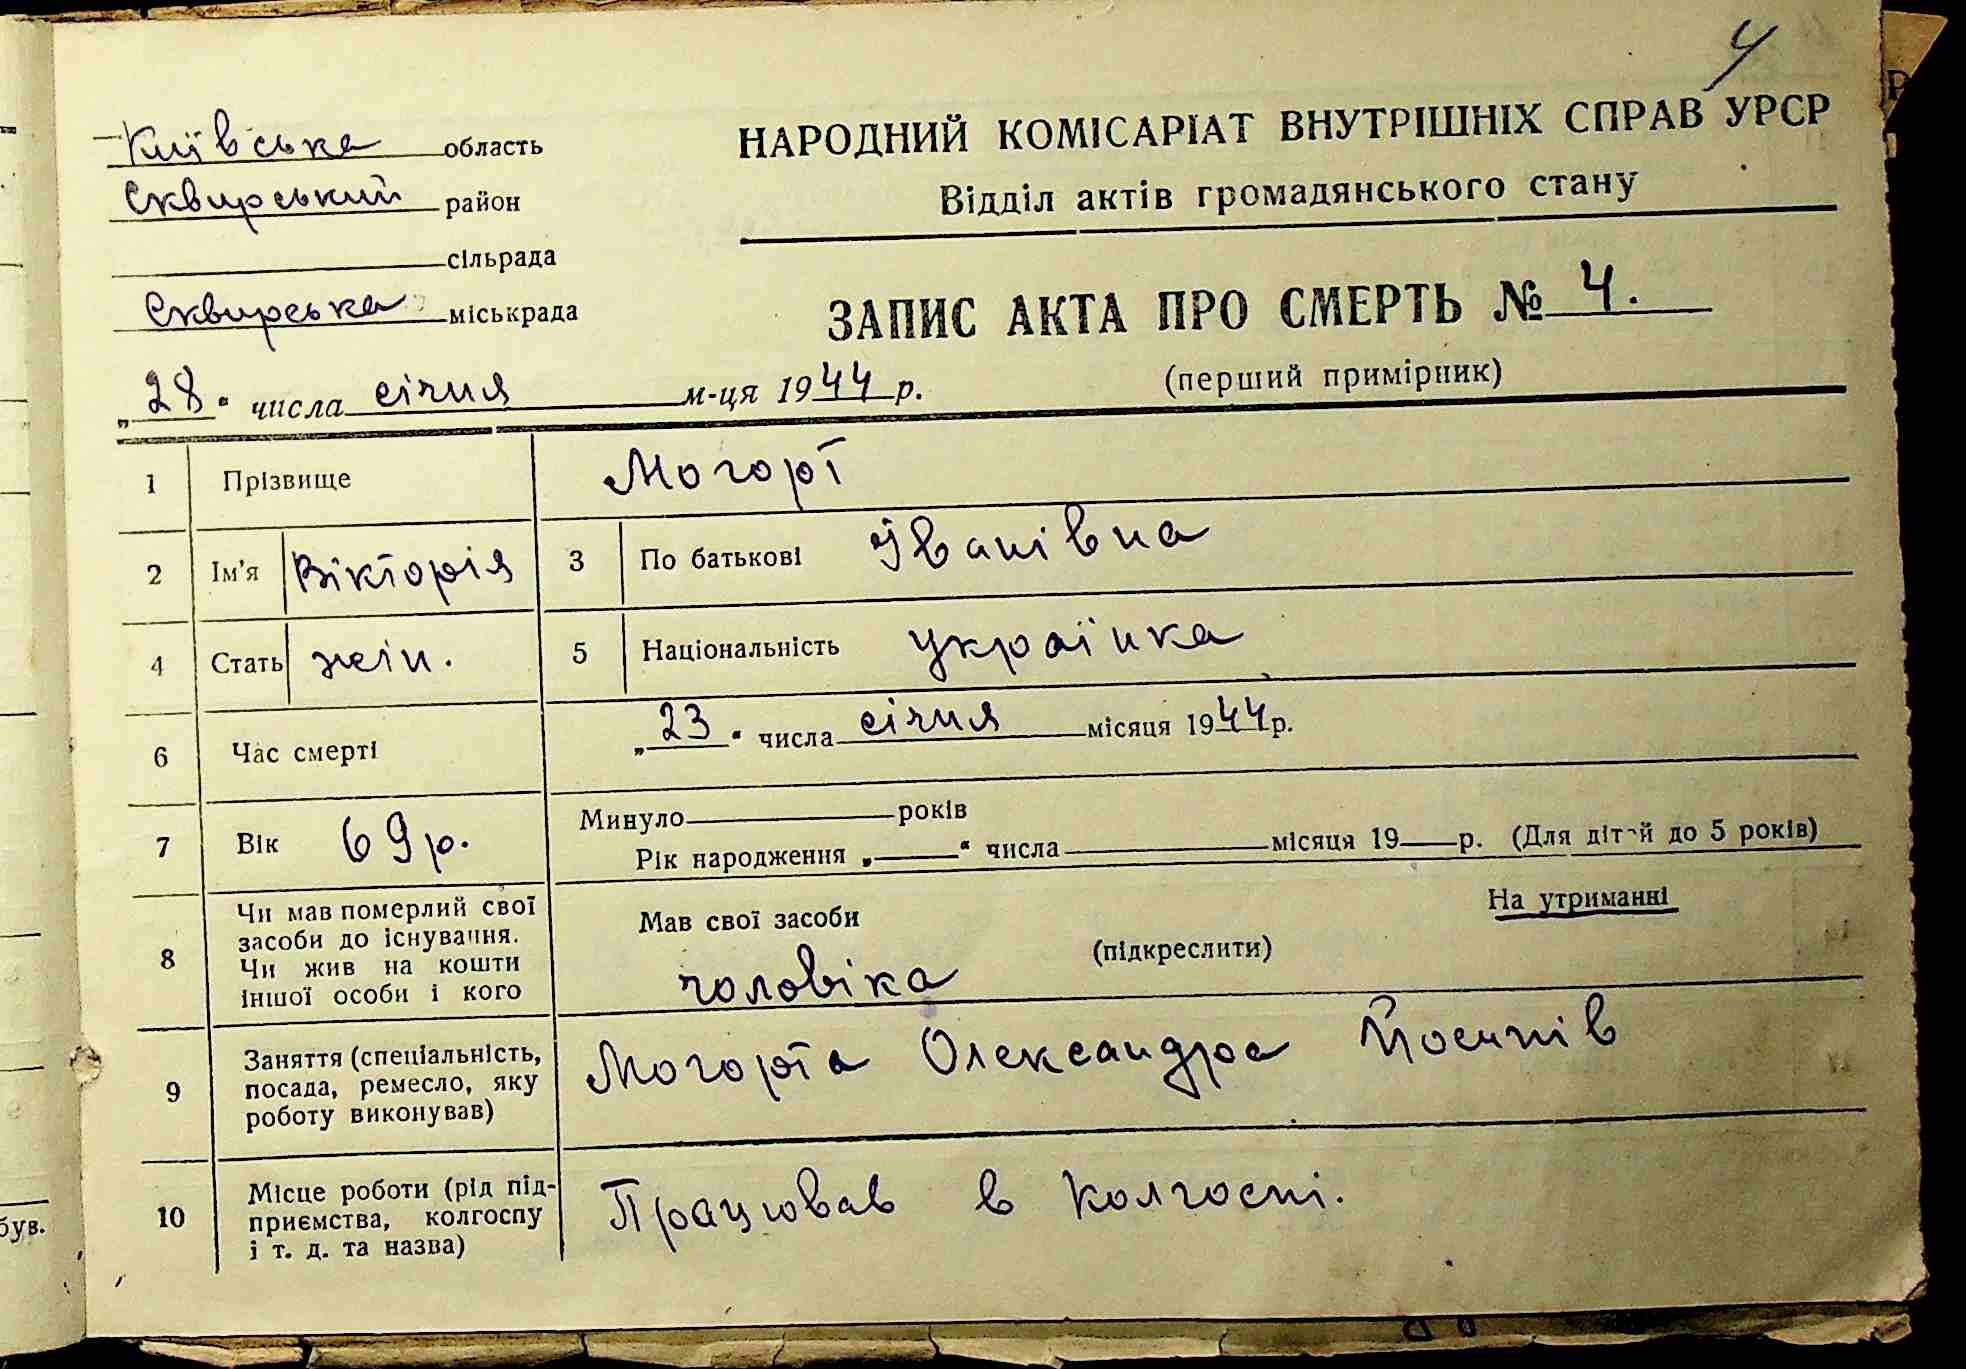 4
Київська область
Сквирський район
сільрада
Сквирська міськрада
НАРОДНИЙ КОМІСАРІАТ ВНУТРІШНІХ СПРАВ УРСР
Відділ актів громадянського стану
ЗАПИС АКТА ПРО СМЕРТЬ № 4.
(перший примірник)
„28“ числа січня м-ця 1944 р.
1 Прізвище Могорт
2 Ім’я Вікторія 3 По батькові Іванівна
4 Стать жін. 5 Національність українка
6 Час смерті „23“ числа січня місяця 1944 р.
7 Вік 69 р. Минуло років
Рік народження „ “ числа місяця 19 р. (Для дітей до 5 років)
8 Чи мав померлий свої
засоби до існування.
Чи жив на кошти
іншої особи і кого
Мав свої засоби (підкреслити) На утриманні
чоловіка
9 Заняття (спеціальність,
посада, ремесло, яку
роботу виконував)
Могорта Олександра Йосипів
10 Місце роботи (рід під-
приємства, колгоспу
і т. д. та назва)
Працював в колгоспі.
був.